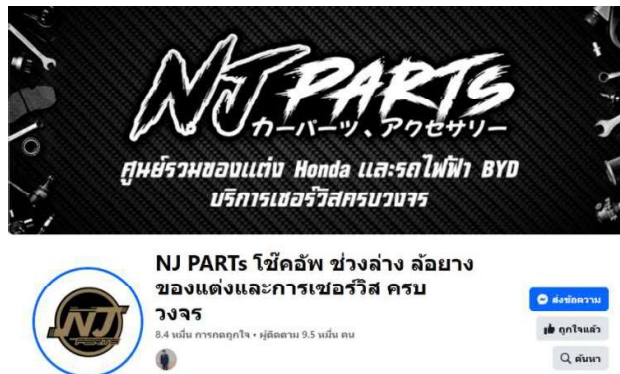 NJ PARTS
カーパーツ、アクセサリー
ศูนย์รวมของแต่ง Honda และรถไฟฟ้า BYD
บริการเซอร์วิสครบวงจร
NJ PARTs โช๊คอัพ ช่วงล่าง ล้อยาง
ของแต่งและการเซอร์วิส ครบ
วงจร
8.4 หมื่น การกดถูกใจ • ผู้ติดตาม 9.5 หมื่น คน
NJ
PARTS
ส่งข้อความ
ถูกใจแล้ว
ค้นหา